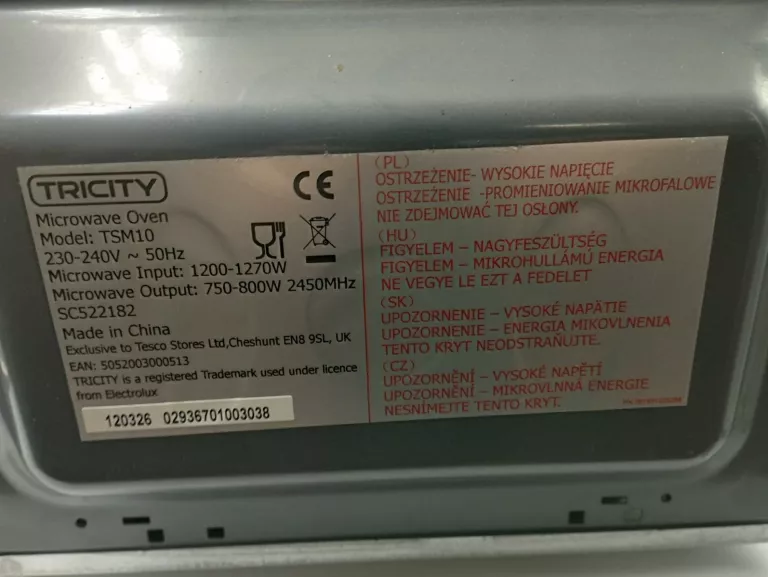 TRICITY
Microwave Oven
Model: TSM10
230-240V ~ 50Hz
Microwave Input: 1200-1270W
Microwave Output: 750-800W 2450MHz
SC522182
Made in China
Exclusive to Tesco Stores Ltd,Cheshunt EN8 9SL, UK
EAN: 5052003000513
TRICITY is a registered Trademark used under licence
from Electrolux
120326 02936701003038
CE
(PL)
OSTRZEŻENIE- WYSOKIE NAPIĘCIE
OSTRZEŻENIE -PROMIENIOWANIE MIKROFALOWE
NIE ZDEJMOWAĆ TEJ OSŁONY.
(HU)
FIGYELEM – NAGYFESZÜLTSÉG
FIGYELEM – MIKROHULLÁMÚ ENERGIA
NE VEGYE LE EZT A FEDELET
(SK)
UPOZORNENIE – VYSOKÉ NAPÄTIE
UPOZORNENIE – ENERGIA MIKOVLNENIA
TENTO KRYT NEODSTRAŇUJTE.
(CZ)
UPOZORNĚNÍ – VYSOKÉ NAPĚTÍ
UPOZORNĚNÍ – MIKROVLNNÁ ENERGIE
NESNÍMEJTE TENTO KRYT.